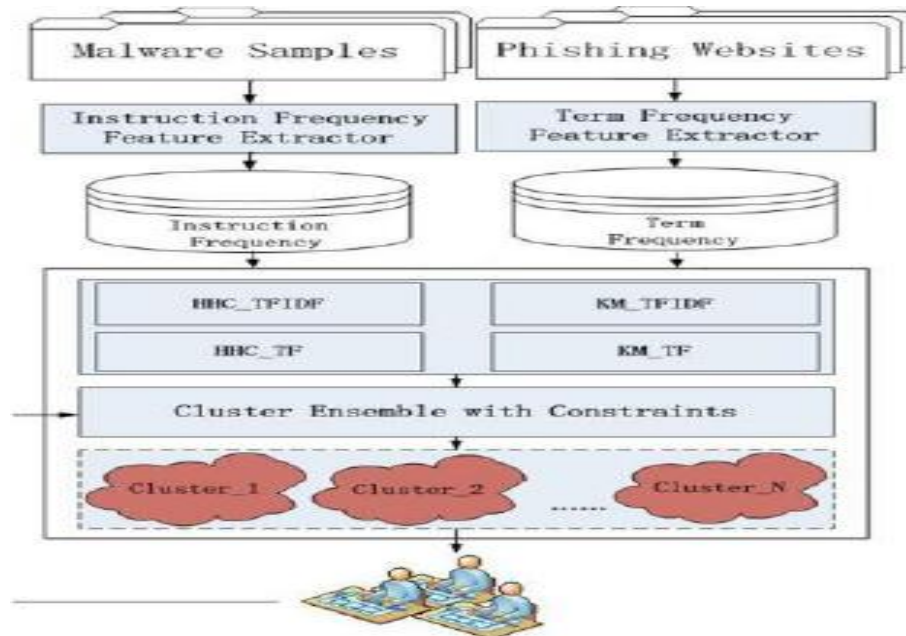 Malware Samples
Phishing Websites
Instruction Frequency
Feature Extractor
Term Frequency
Feature Extractor
Instruction
Frequency
Term
Frequency
HHC_TFIDF
KM_TFIDF
HHC_TF
KM_TF
Cluster Ensemble with Constraints
Cluster_1
Cluster_2
......
Cluster_N